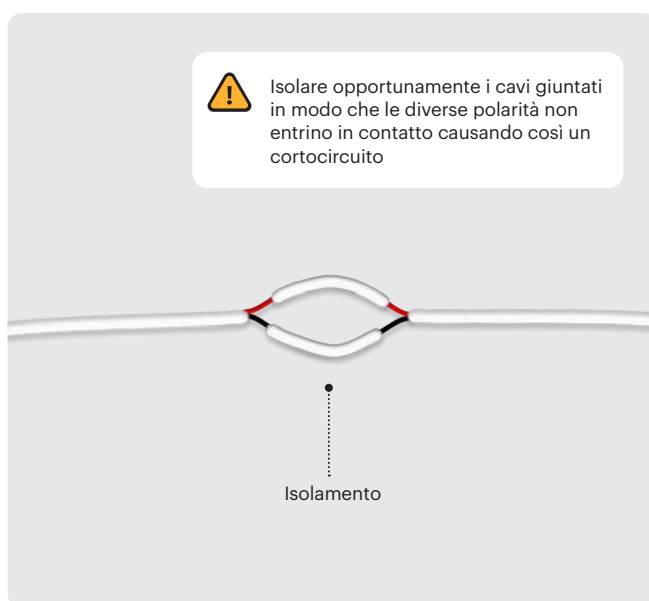 Isolare opportunamente i cavi giuntati
in modo che le diverse polarità non
entrino in contatto causando così un
cortocircuito
Isolamento